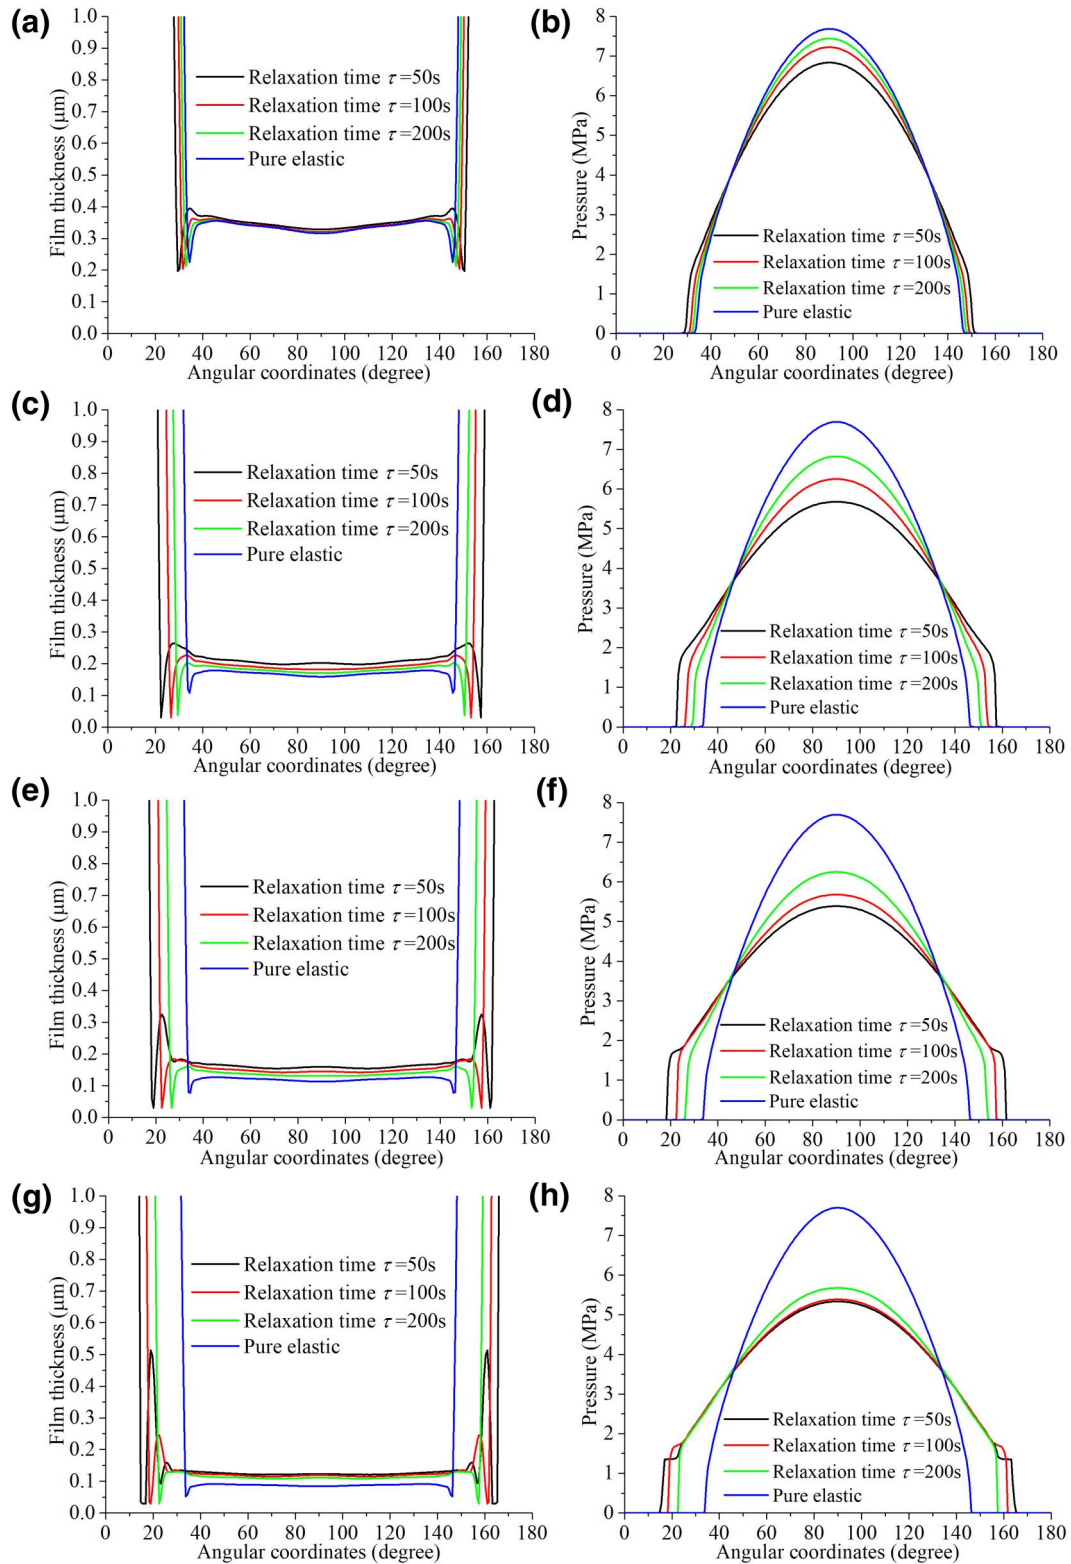 (a)
1.0
0.9
0.8
0.7
0.6
0.5
0.4
0.3
0.2
0.1
0.0
Film thickness (μm)
Relaxation time τ=50s
Relaxation time τ=100s
Relaxation time τ=200s
Pure elastic
0 20 40 60 80 100 120 140 160 180
Angular coordinates (degree)
(b)
8
7
6
5
4
3
2
1
0
Pressure (MPa)
Relaxation time τ=50s
Relaxation time τ=100s
Relaxation time τ=200s
Pure elastic
0 20 40 60 80 100 120 140 160 180
Angular coordinates (degree)
(c)
1.0
0.9
0.8
0.7
0.6
0.5
0.4
0.3
0.2
0.1
0.0
Film thickness (μm)
Relaxation time τ=50s
Relaxation time τ=100s
Relaxation time τ=200s
Pure elastic
0 20 40 60 80 100 120 140 160 180
Angular coordinates (degree)
(d)
8
7
6
5
4
3
2
1
0
Pressure (MPa)
Relaxation time τ=50s
Relaxation time τ=100s
Relaxation time τ=200s
Pure elastic
0 20 40 60 80 100 120 140 160 180
Angular coordinates (degree)
(e)
1.0
0.9
0.8
0.7
0.6
0.5
0.4
0.3
0.2
0.1
0.0
Film thickness (μm)
Relaxation time τ=50s
Relaxation time τ=100s
Relaxation time τ=200s
Pure elastic
0 20 40 60 80 100 120 140 160 180
Angular coordinates (degree)
(f)
8
7
6
5
4
3
2
1
0
Pressure (MPa)
Relaxation time τ=50s
Relaxation time τ=100s
Relaxation time τ=200s
Pure elastic
0 20 40 60 80 100 120 140 160 180
Angular coordinates (degree)
(g)
1.0
0.9
0.8
0.7
0.6
0.5
0.4
0.3
0.2
0.1
0.0
Film thickness (μm)
Relaxation time τ=50s
Relaxation time τ=100s
Relaxation time τ=200s
Pure elastic
0 20 40 60 80 100 120 140 160 180
Angular coordinates (degree)
(h)
8
7
6
5
4
3
2
1
0
Pressure (MPa)
Relaxation time τ=50s
Relaxation time τ=100s
Relaxation time τ=200s
Pure elastic
0 20 40 60 80 100 120 140 160 180
Angular coordinates (degree)